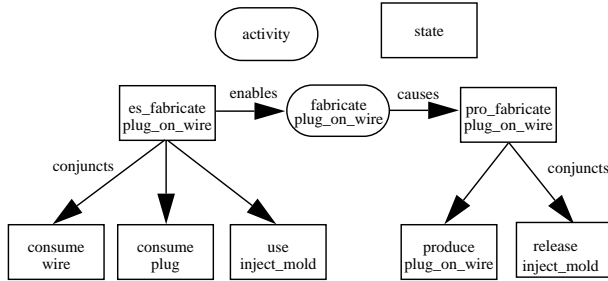 activity
state
enables
causes
es_fabricate
plug_on_wire
fabricate
plug_on_wire
pro_fabricate
plug_on_wire
conjuncts
conjuncts
consume
wire
consume
plug
use
inject_mold
produce
plug_on_wire
release
inject_mold